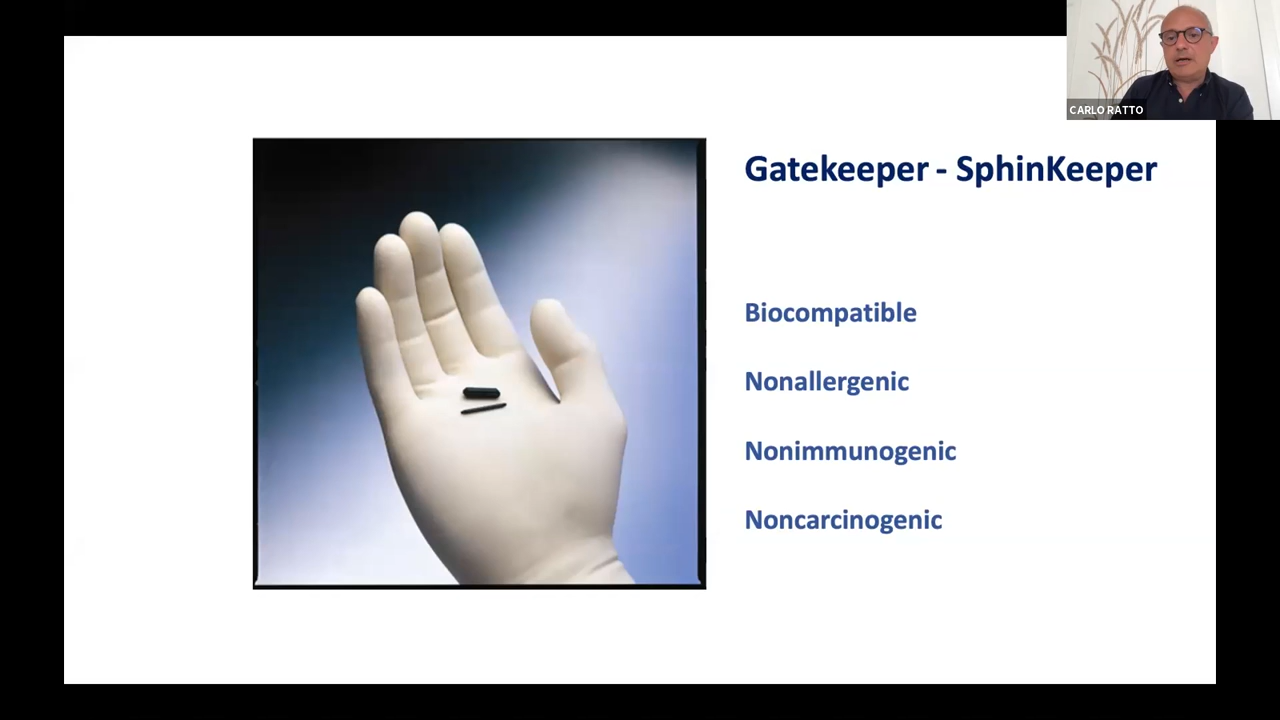 CARLO RATTO
Gatekeeper - SphinKeeper
Biocompatible
Nonallergenic
Nonimmunogenic
Noncarcinogenic